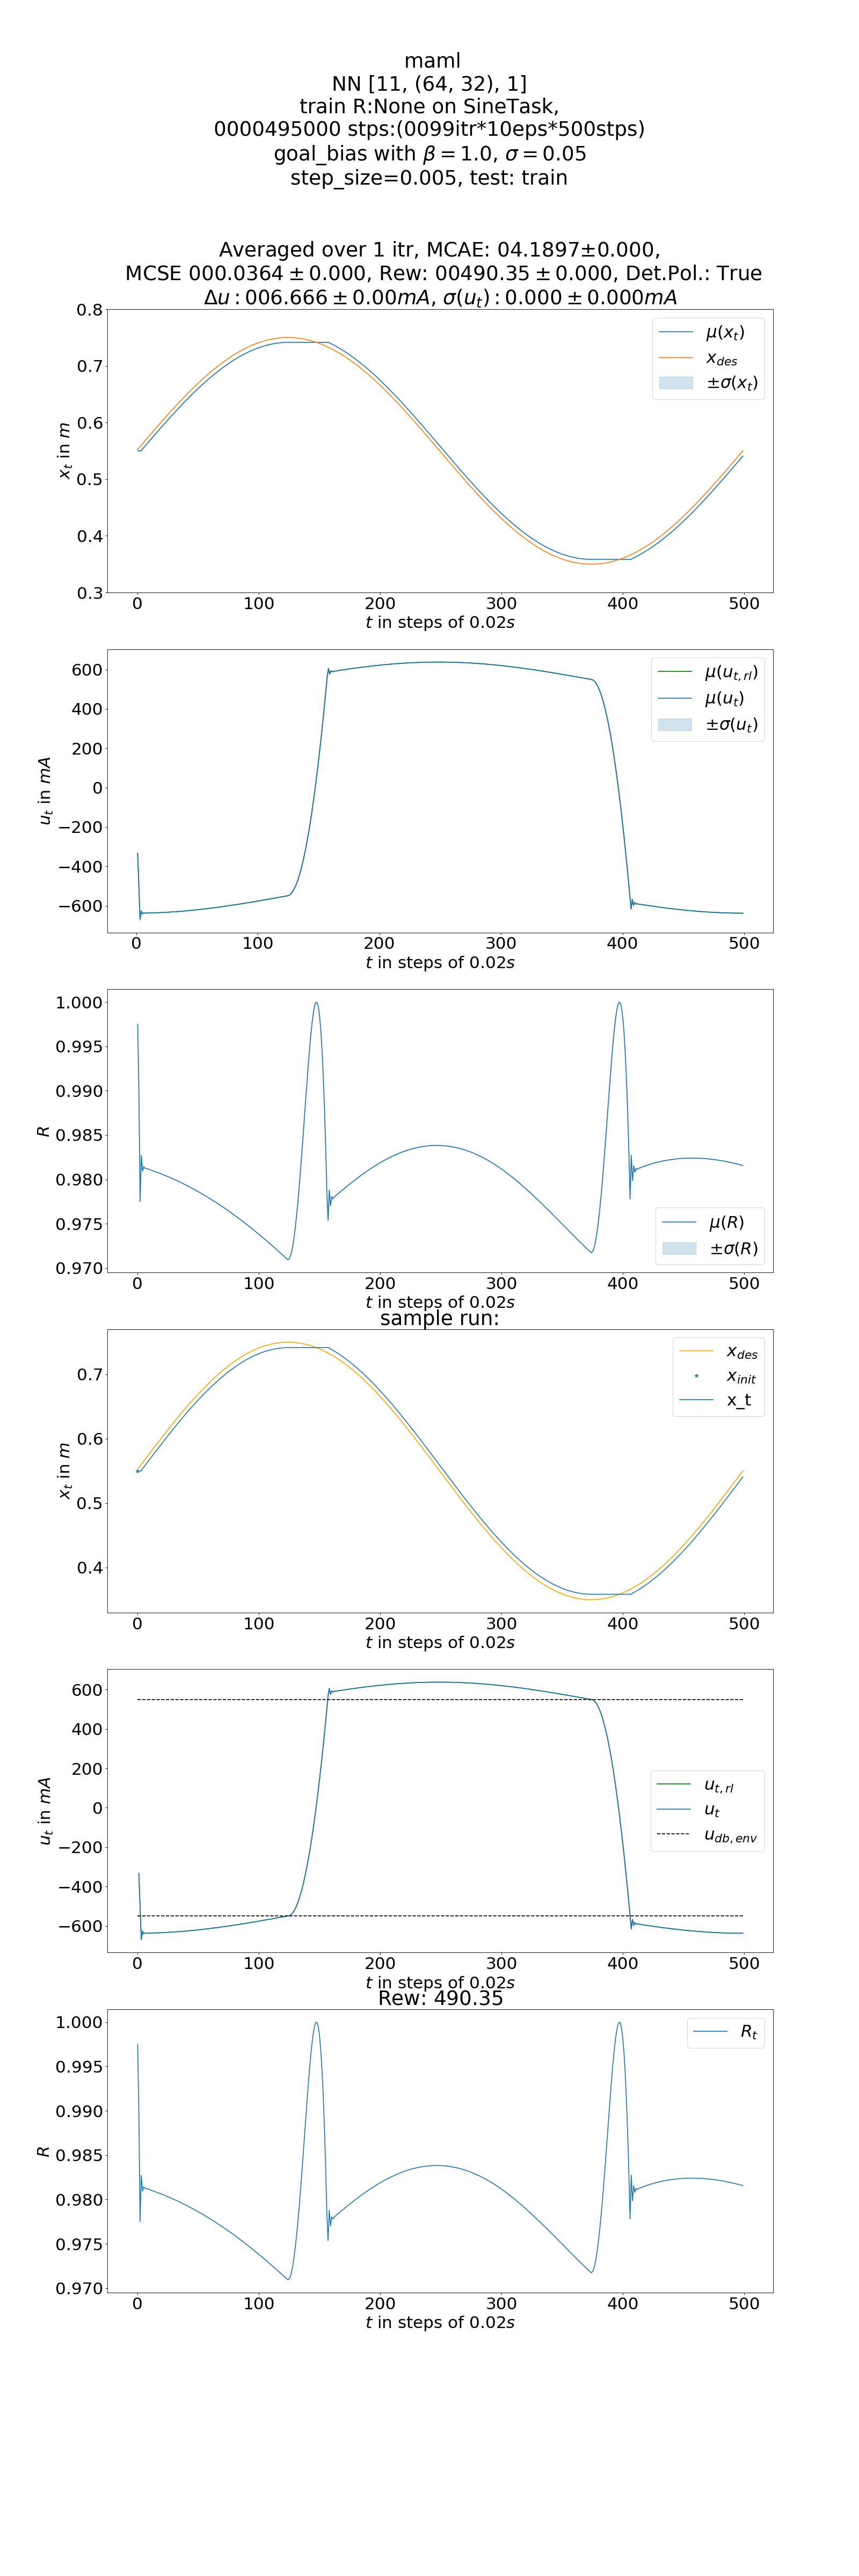 maml
NN [11, (64, 32), 1]
train R:None on SineTask,
0000495000 stps:(0099itr*10eps*500stps)
goal_bias with β = 1.0, σ = 0.05
step_size=0.005, test: train
Averaged over 1 itr, MCAE: 04.1897±0.000,
MCSE 000.0364 ± 0.000, Rew: 00490.35 ± 0.000, Det.Pol.: True
Δu : 006.666 ± 0.00mA, σ(u_t) : 0.000 ± 0.000mA
0.8
0.7
0.6
0.5
0.4
0.3
x_t in m
μ(x_t)
x_des
±σ(x_t)
0 100 200 300 400 500
t in steps of 0.02s
600
400
200
0
−200
−400
−600
u_t in mA
μ(u_t,rl)
μ(u_t)
±σ(u_t)
0 100 200 300 400 500
t in steps of 0.02s
1.000
0.995
0.990
0.985
0.980
0.975
0.970
R
μ(R)
±σ(R)
0 100 200 300 400 500
t in steps of 0.02s
sample run:
0.7
0.6
0.5
0.4
x_t in m
x_des
x_init
x_t
0 100 200 300 400 500
t in steps of 0.02s
600
400
200
0
−200
−400
−600
u_t in mA
u_t,rl
u_t
u_db,env
0 100 200 300 400 500
t in steps of 0.02s
Rew: 490.35
1.000
0.995
0.990
0.985
0.980
0.975
0.970
R
R_t
0 100 200 300 400 500
t in steps of 0.02s